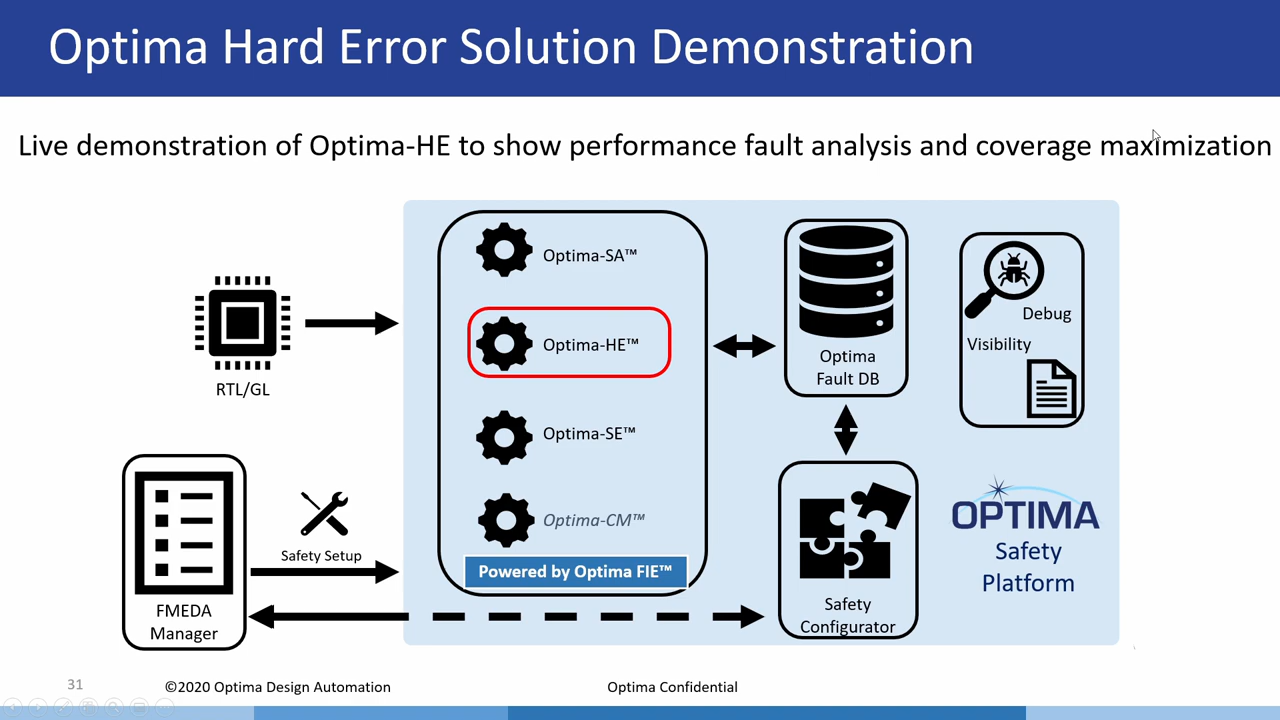 Optima Hard Error Solution Demonstration
Live demonstration of Optima-HE to show performance fault analysis and coverage maximization
RTL/GL
FMEDA
Manager
Safety Setup
Optima-SA™
Optima-HE™
Optima-SE™
Optima-CM™
Powered by Optima FIE™
Optima
Fault DB
Safety
Configurator
Debug
Visibility
OPTIMA
Safety
Platform
31
©2020 Optima Design Automation
Optima Confidential